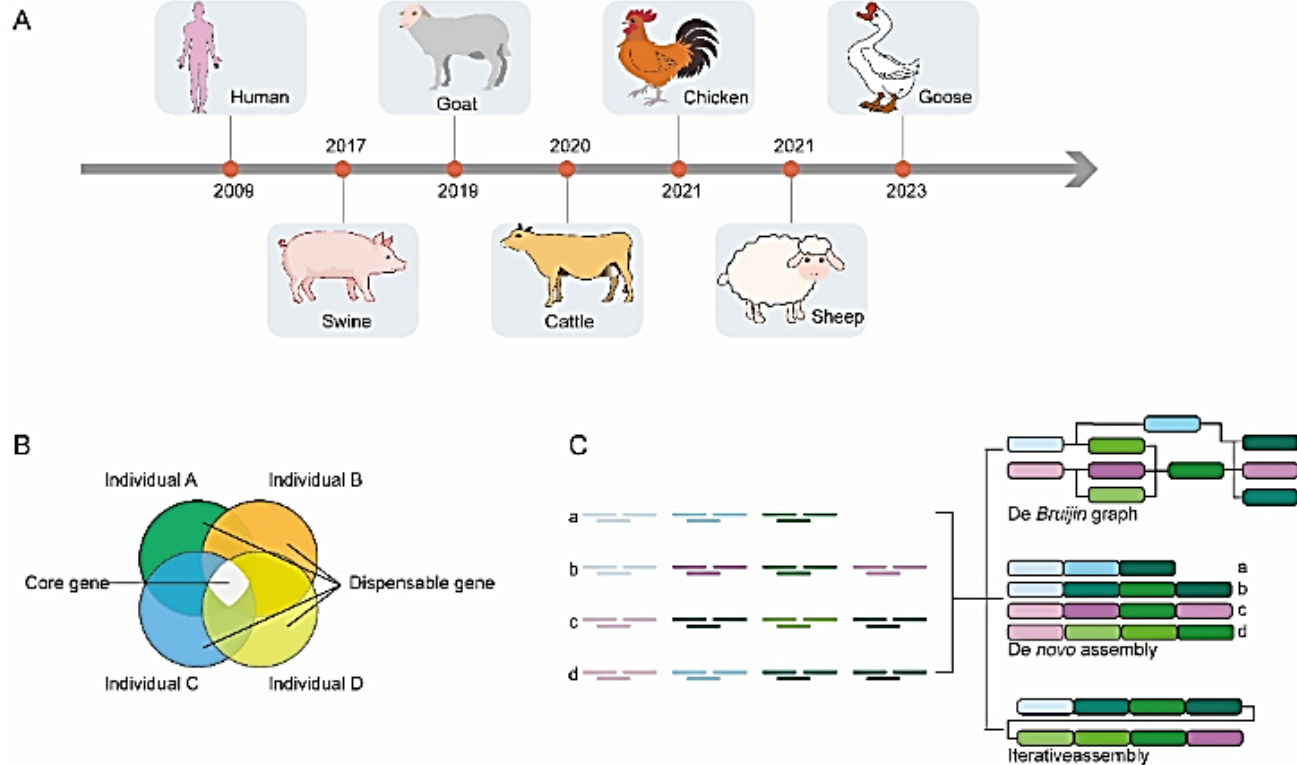 A
Human
Goat
Chicken
Goose
2017
2020
2021
2009
2019
2021
2023
Swine
Cattle
Sheep
B
Individual A
Individual B
Core gene
Dispensable gene
Individual C
Individual D
C
a
b
c
d
De Bruijin graph
a
b
c
d
De novo assembly
Iterativeassembly